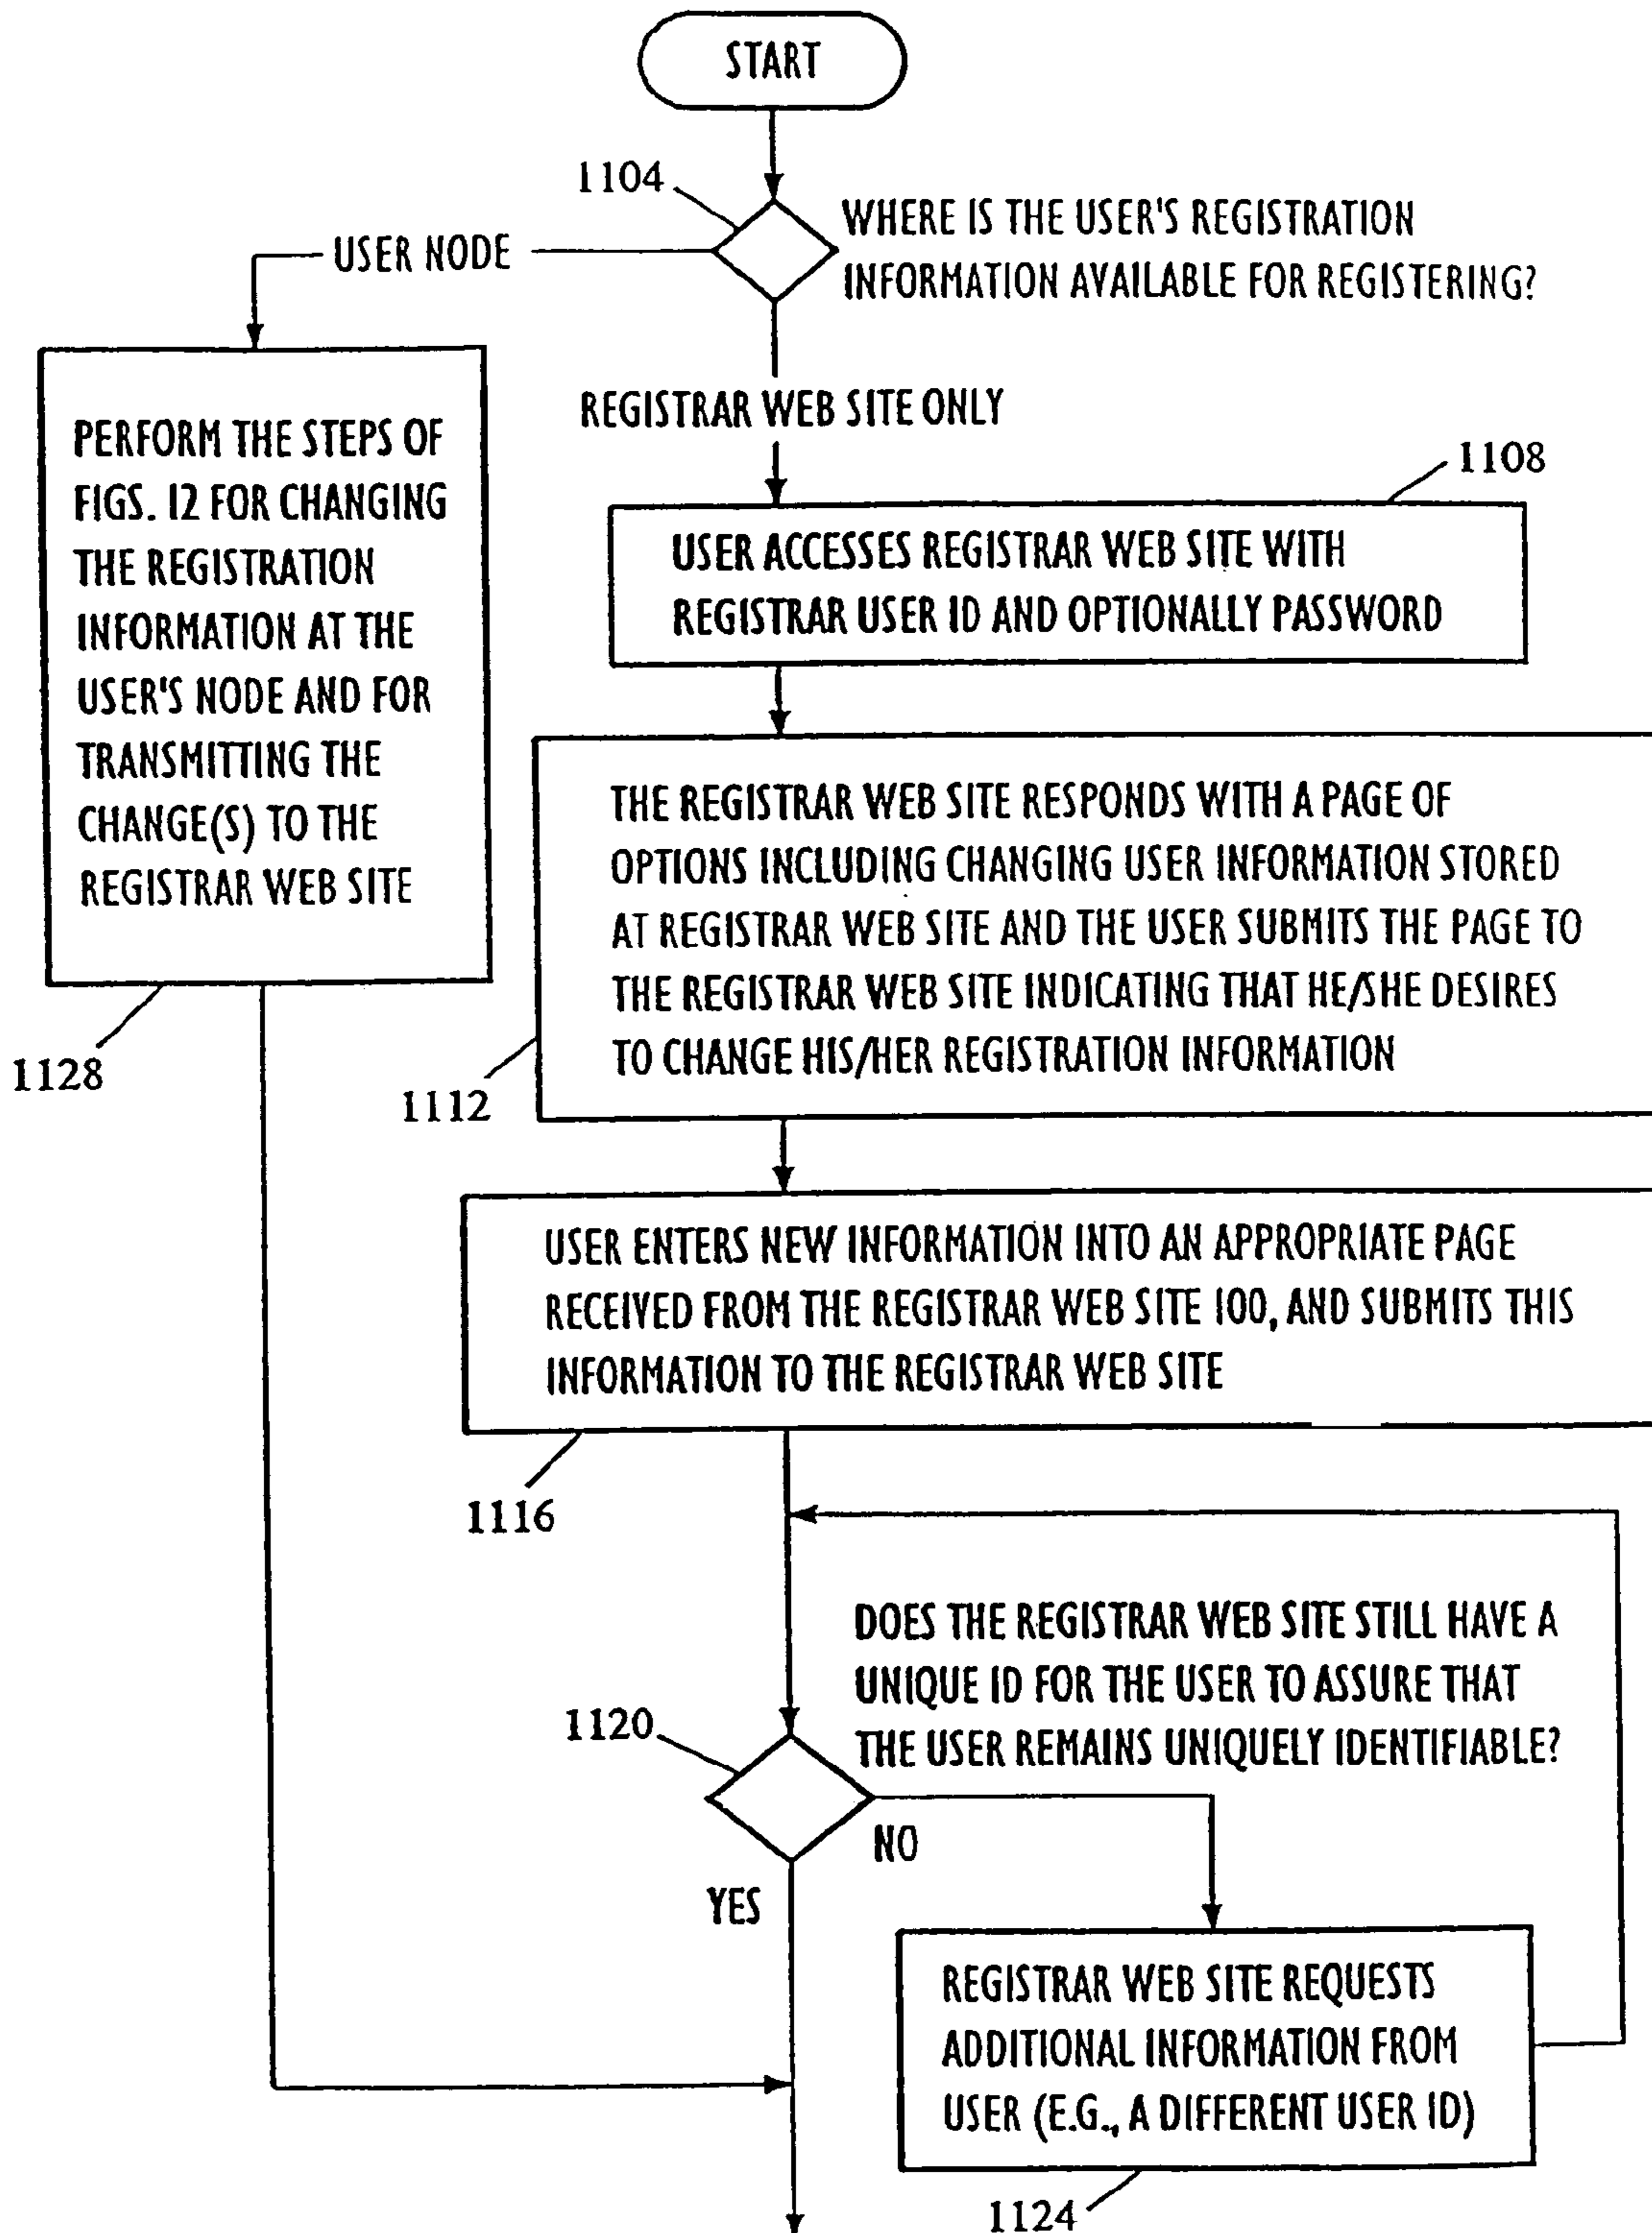 START
1104
WHERE IS THE USER'S REGISTRATION
INFORMATION AVAILABLE FOR REGISTERING?
USER NODE
REGISTRAR WEB SITE ONLY
PERFORM THE STEPS OF
FIGS. 12 FOR CHANGING
THE REGISTRATION
INFORMATION AT THE
USER'S NODE AND FOR
TRANSMITTING THE
CHANGE(S) TO THE
REGISTRAR WEB SITE
1128
1108
USER ACCESSES REGISTRAR WEB SITE WITH
REGISTRAR USER ID AND OPTIONALLY PASSWORD
THE REGISTRAR WEB SITE RESPONDS WITH A PAGE OF
OPTIONS INCLUDING CHANGING USER INFORMATION STORED
AT REGISTRAR WEB SITE AND THE USER SUBMITS THE PAGE TO
THE REGISTRAR WEB SITE INDICATING THAT HE/SHE DESIRES
TO CHANGE HIS/HER REGISTRATION INFORMATION
1112
USER ENTERS NEW INFORMATION INTO AN APPROPRIATE PAGE
RECEIVED FROM THE REGISTRAR WEB SITE 100, AND SUBMITS THIS
INFORMATION TO THE REGISTRAR WEB SITE
1116
DOES THE REGISTRAR WEB SITE STILL HAVE A
UNIQUE ID FOR THE USER TO ASSURE THAT
THE USER REMAINS UNIQUELY IDENTIFIABLE?
1120
NO
YES
REGISTRAR WEB SITE REQUESTS
ADDITIONAL INFORMATION FROM
USER (E.G., A DIFFERENT USER ID)
1124